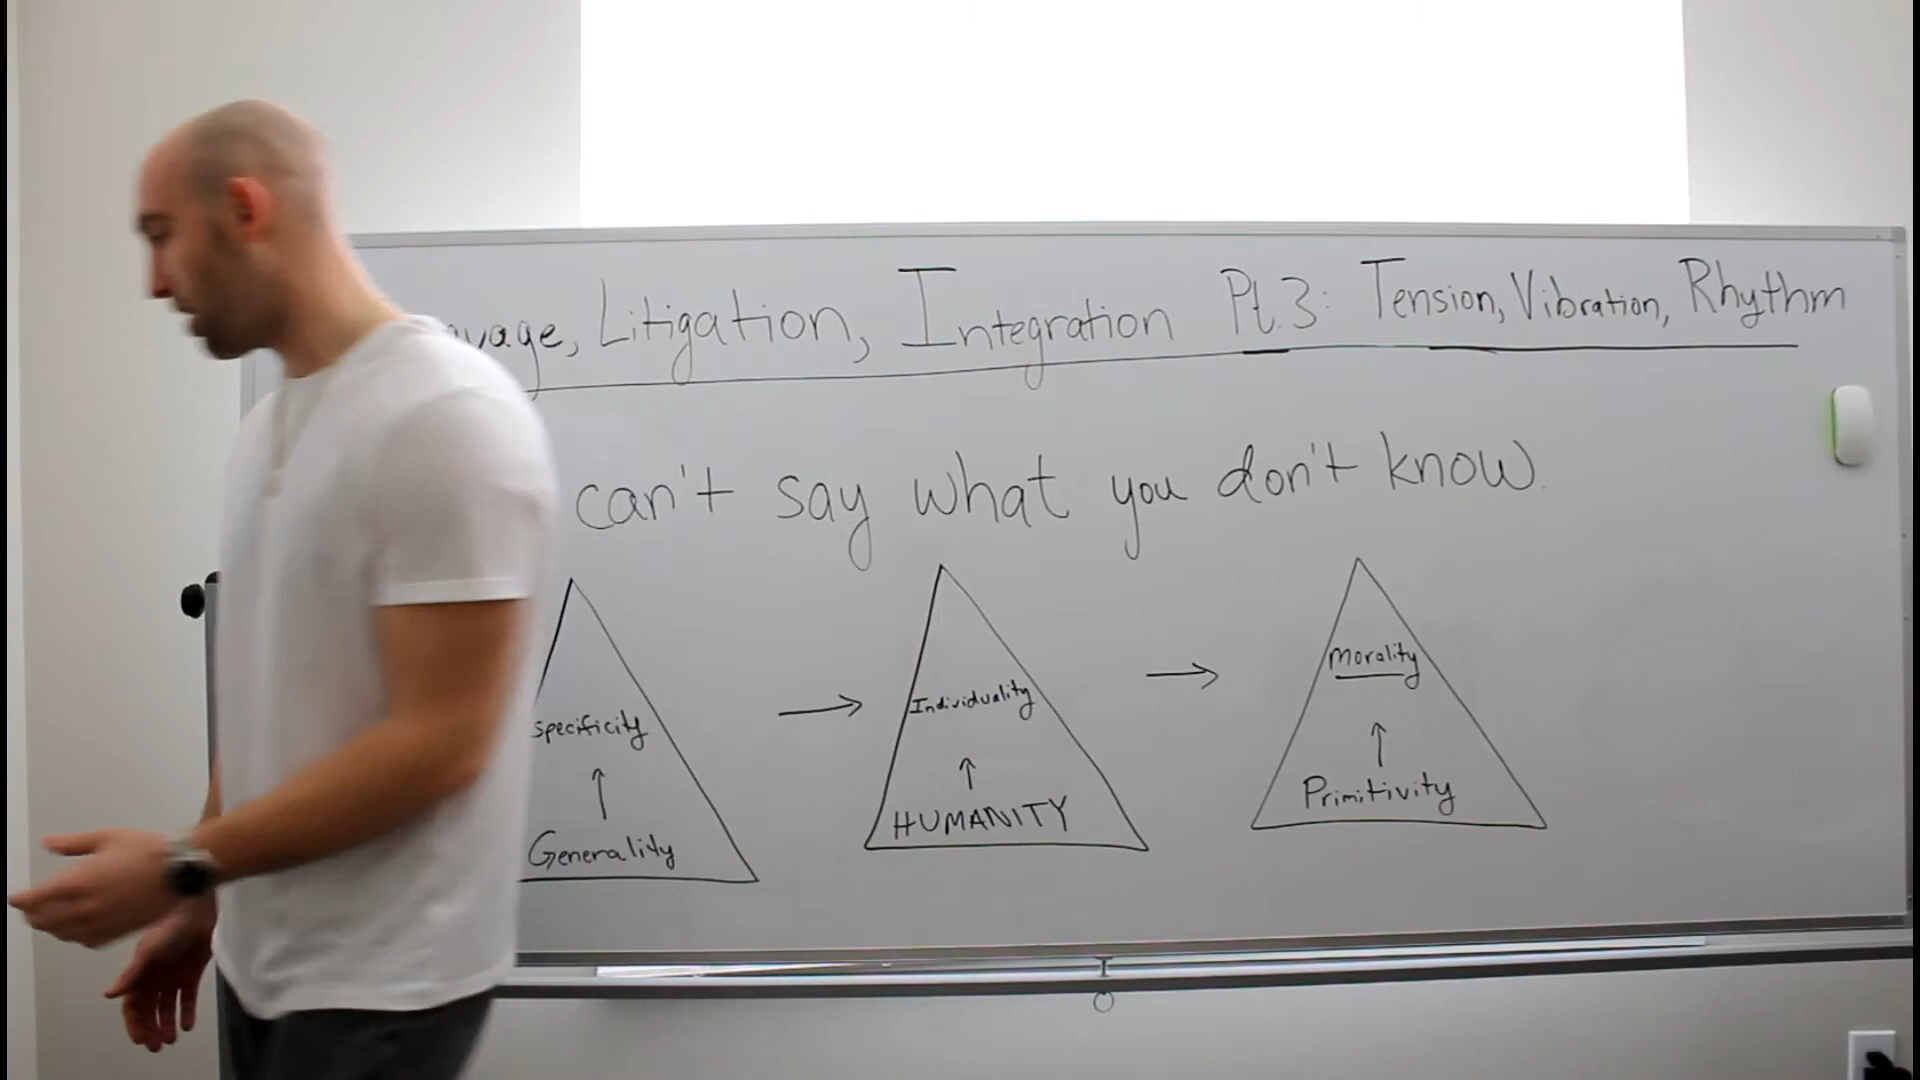 Litigation, Integration Pt.3: Tension, Vibration, Rhythm
can't say what you don't know.
Specificity
Generality
Individuality
HUMANITY
Morality
Primitivity